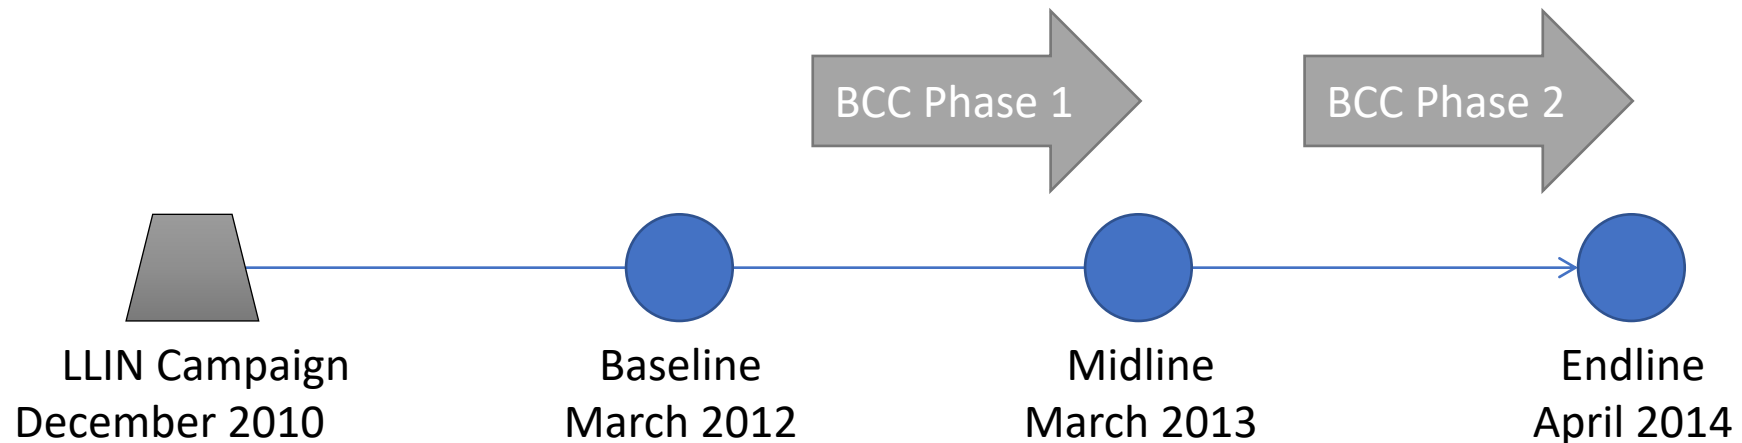 BCC Phase 1
BCC Phase 2
LLIN Campaign
December 2010
Baseline
March 2012
Midline
March 2013
Endline
April 2014